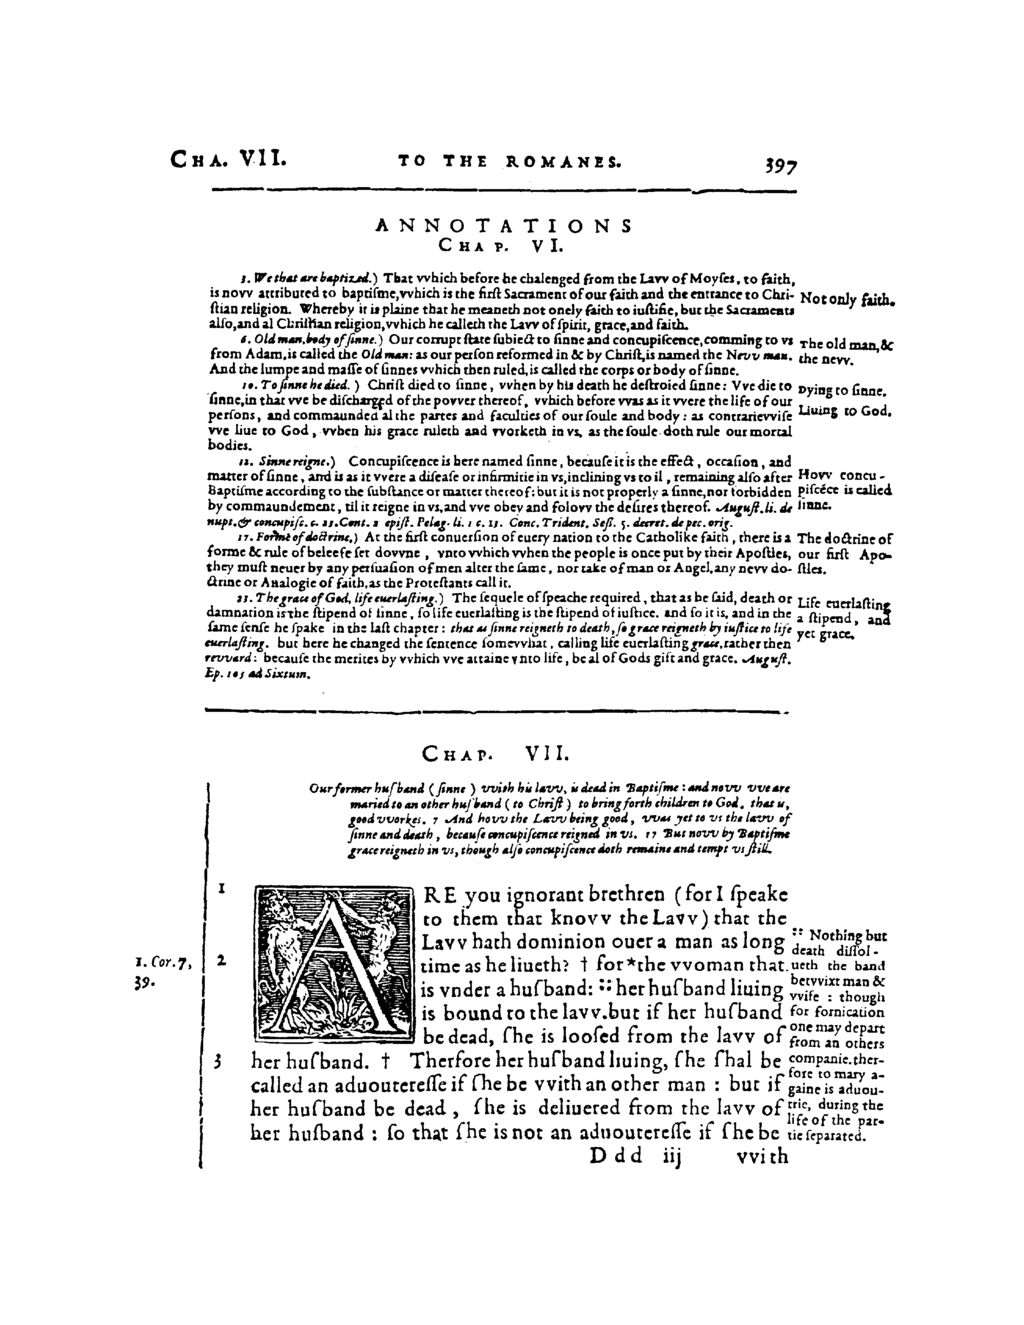 CHA. VII. TO THE ROMANES. 397
ANNOTATIONS
CHAP. VI.
3. We that are baptized.) That vvhich before he chalenged from the Lavv of Moyſes, to faith,
is novv attributed to baptiſme, vvhich is the firſt Sacrament of our faith and the entrance to Chri-
ſtian religion. Whereby it is plaine that he meaneth not onely faith to iuſtifie, but the Sacraments
alſo, and al Chriſtian religion, vvhich he calleth the Lavv of ſpirit, grace, and faith.
Not only faith.
6. Old man, body of ſinne.) Our corrupt ſtate ſubiect to ſinne and concupiſcence, comming to vs
from Adam, is called the Old man: as our perſon reformed in & by Chriſt, is named the Nevv man.
And the lumpe and maſſe of ſinnes vvhich then ruled, is called the corps or body of ſinne.
The old man, &
the nevv.
10. To ſinne he died.) Chriſt died to ſinne, vvhen by his death he deſtroied ſinne: Vve die to
ſinne, in that vve be diſcharged of the povver thereof, vvhich before vvas as it vvere the life of our
perſons, and commaunded al the partes and faculties of our ſoule and body: as contrarievviſe
vve liue to God, vvhen his grace ruleth and vvorketh in vs, as the ſoule doth rule our mortal
bodies.
Dying to ſinne.
Liuing to God.
12. Sinne reigne.) Concupiſcence is here named ſinne, becauſe it is the effect, occaſion, and
matter of ſinne, and is as it vvere a diſeaſe or infirmitie in vs, inclining vs to il, remaining alſo after
Baptiſme according to the ſubſtance or matter thereof: but it is not properly a ſinne, nor forbidden
by commaundement, til it reigne in vs, and vve obey and folovv the deſires thereof. Auguſt. li. de
nupt. & concupiſc. c. 23. Cont. 2 epiſt. Pelag. li. 1 c. 13. Conc. Trident. Seſſ. 5. decret. de pec. orig.
Hovv concu-
piſcéce is called
ſinne.
17. Forme of doctrine.) At the firſt conuerſion of euery nation to the Catholike faith, there is a
forme & rule of beleefe ſet dovvne, vnto vvhich vvhen the people is once put by their Apoſtles,
they muſt neuer by any perſuaſion of men alter the ſame, nor take of man or Angel, any nevv do-
ctrine or Analogie of faith, as the Proteſtants call it.
The doctrine of
our firſt Apo-
ſtles.
23. The grace of God, life euerlaſting.) The ſequele of ſpeache required, that as he ſaid, death or
damnation is the ſtipend of ſinne, ſo life euerlaſting is the ſtipend of iuſtice. and ſo it is, and in the
ſame ſenſe he ſpake in the laſt chapter: that as ſinne reigneth to death, ſo grace reigneth by iuſtice to life
euerlaſting. but here he changed the ſentence ſomevvhat, calling life euerlaſting grace, rather then
revvard: becauſe the merites by vvhich vve attaine vnto life, be al of Gods gift and grace. Auguſt.
Ep. 105 ad Sixtum.
Life euerlaſting
a ſtipend, and
yet grace.
CHAP. VII.
Our former huſband (ſinne) vvith his lavv, is dead in Baptiſme: and novv vve are
maried to an other huſband (to Chriſt) to bring forth children to God, that is,
good vvorkes. 7 And hovv the Lavv being good, vvas yet to vs the lavv of
ſinne and death, becauſe concupiſcence reigned in vs. 17 But novv by Baptiſme
grace reigneth in vs, though alſo concupiſcence doth remaine and tempt vs ſtill.
1 ARE you ignorant brethren (for I ſpeake
to them that knovv the Lavv) that the
Lavv hath dominion ouer a man as long
2 time as he liueth? † for *the vvoman that
is vnder a huſband: :: her huſband liuing
is bound to the lavv. but if her huſband
be dead, ſhe is looſed from the lavv of
3 her huſband. † Therfore her huſband liuing, ſhe ſhal be
called an aduoutereſſe if ſhe be vvith an other man: but if
her huſband be dead, ſhe is deliuered from the lavv of
her huſband: ſo that ſhe is not an aduoutereſſe if ſhe be
1. Cor. 7,
39.
:: Nothing but
death diſſol-
ueth the band
betvvixt man &
vvife: though
for fornication
one may depart
from an others
companie. ther-
fore to mary a-
gaine is aduou-
trie, during the
life of the par-
tie ſeparated.
Ddd iij vvith